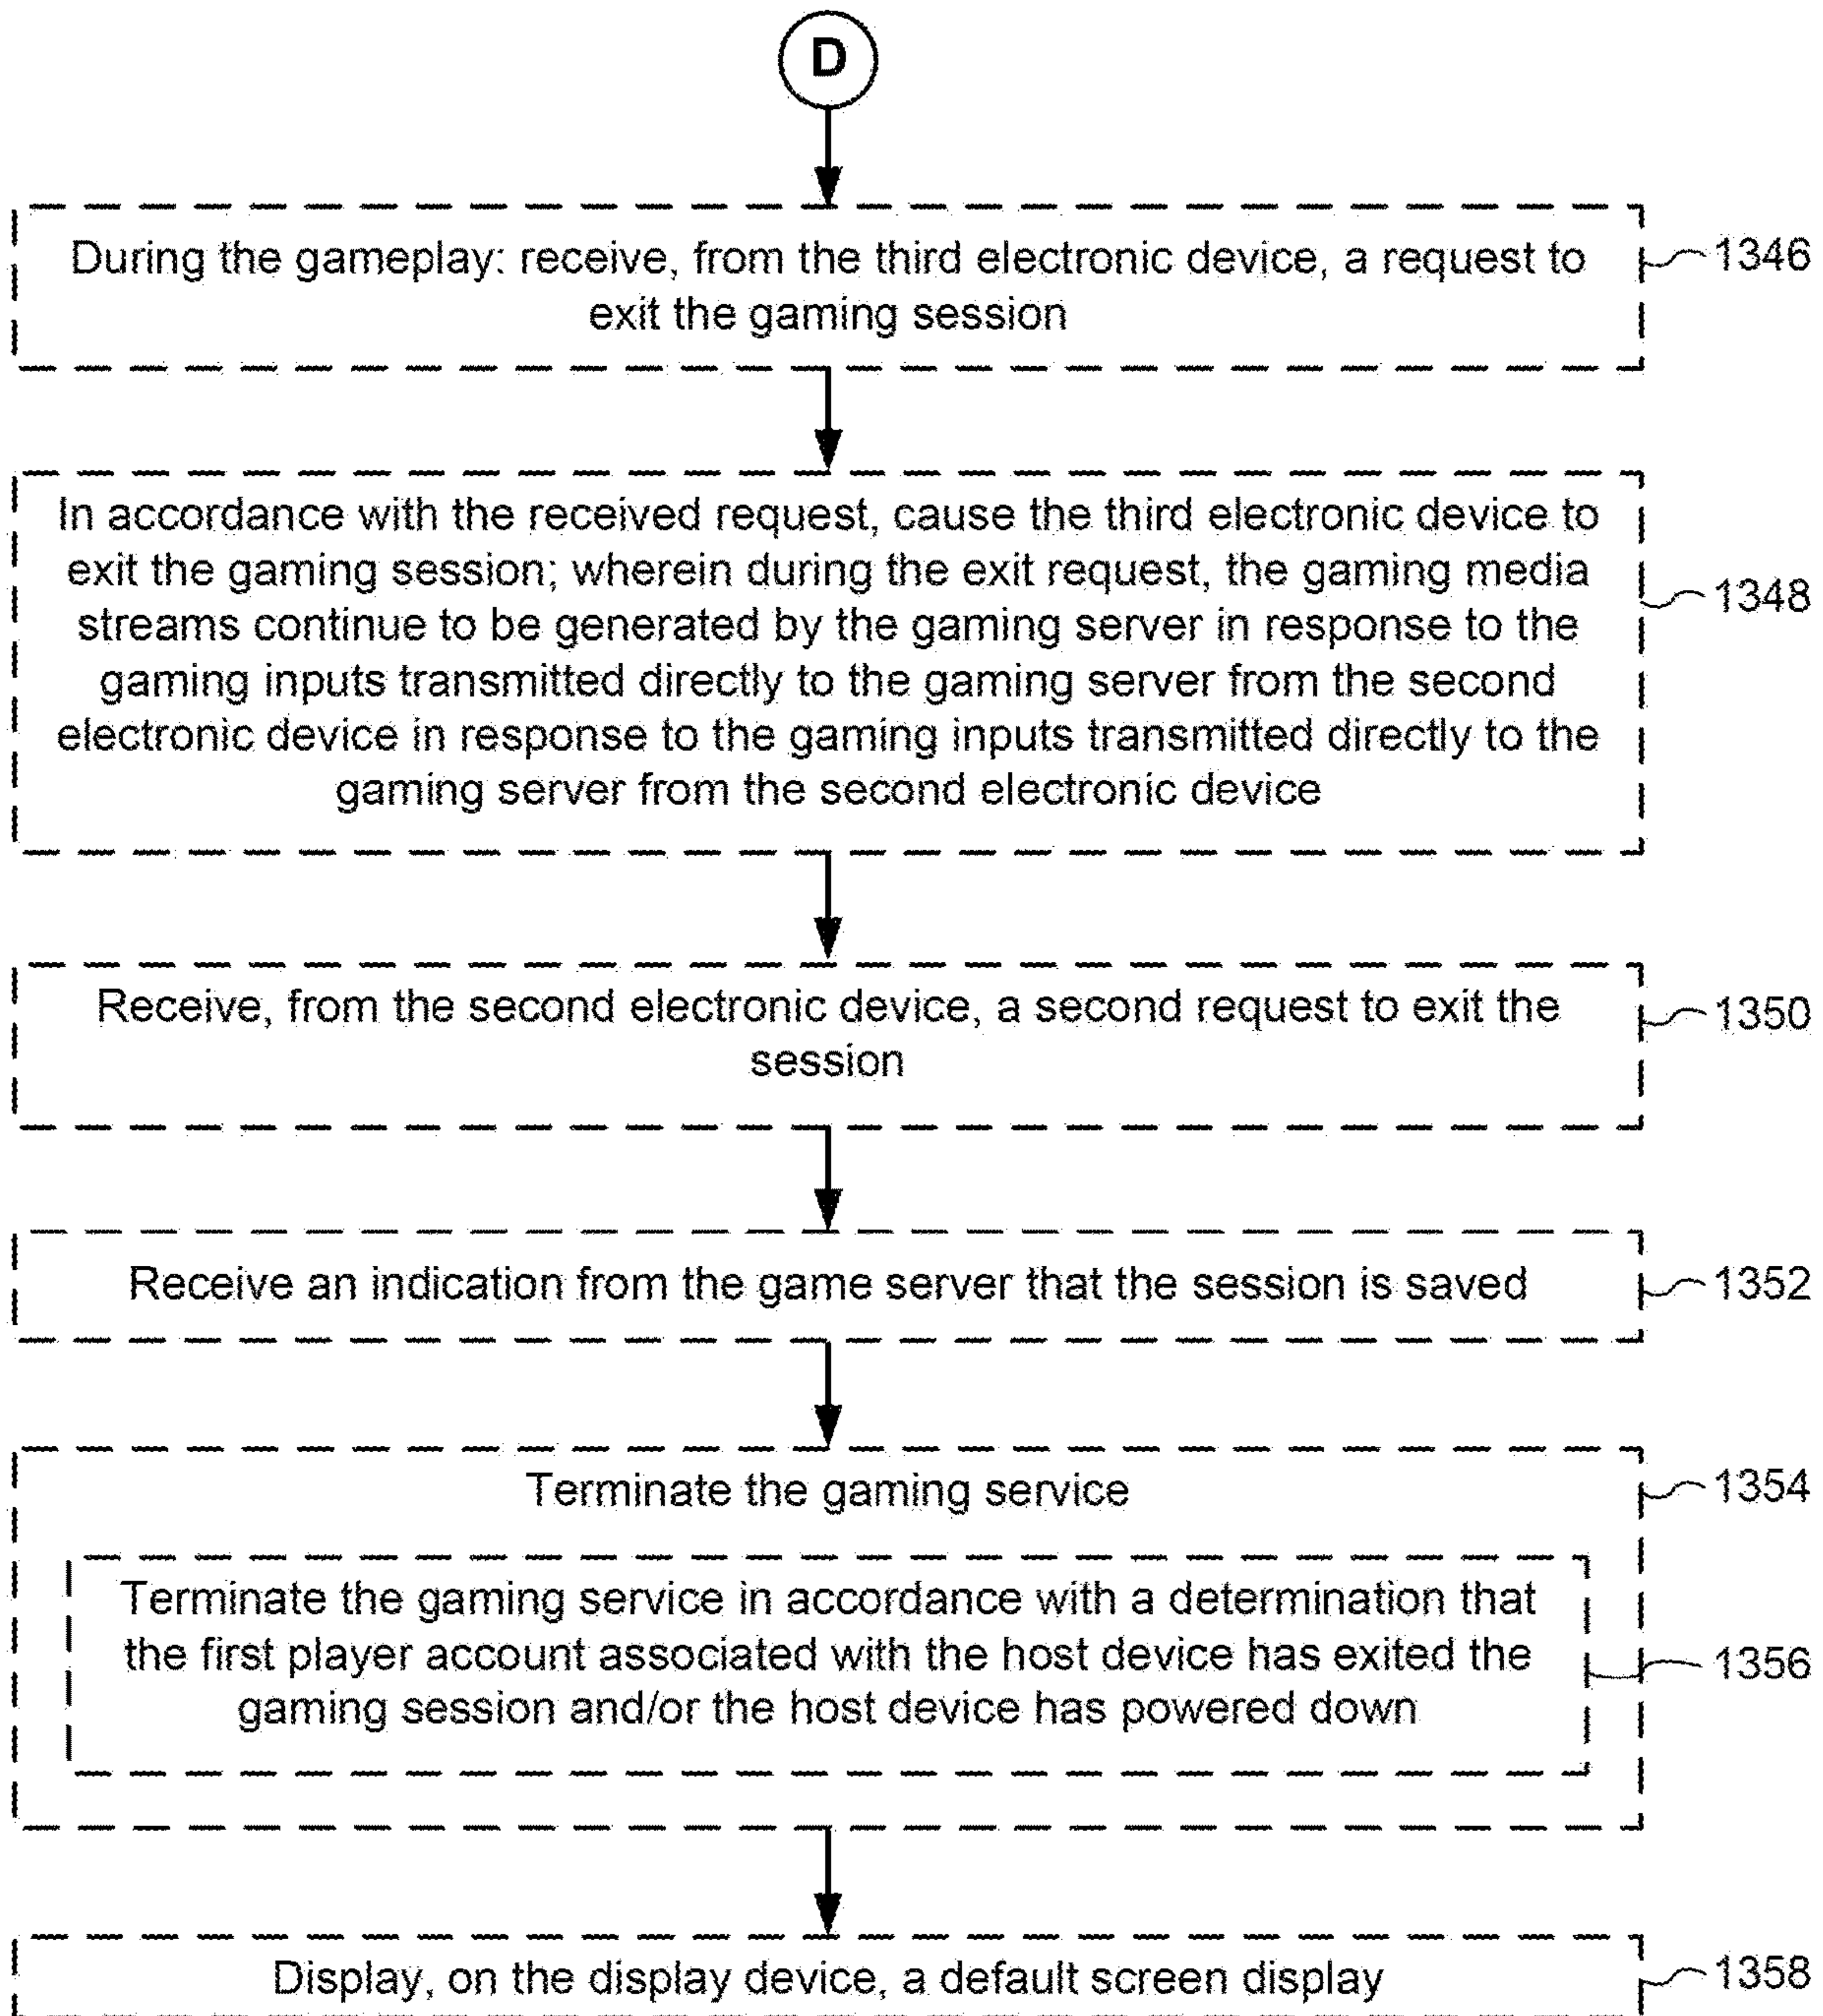 D
During the gameplay: receive, from the third electronic device, a request to
exit the gaming session
1346
In accordance with the received request, cause the third electronic device to
exit the gaming session; wherein during the exit request, the gaming media
streams continue to be generated by the gaming server in response to the
gaming inputs transmitted directly to the gaming server from the second
electronic device in response to the gaming inputs transmitted directly to the
gaming server from the second electronic device
1348
Receive, from the second electronic device, a second request to exit the
session
1350
Receive an indication from the game server that the session is saved
1352
Terminate the gaming service
1354
Terminate the gaming service in accordance with a determination that
the first player account associated with the host device has exited the
gaming session and/or the host device has powered down
1356
Display, on the display device, a default screen display
1358